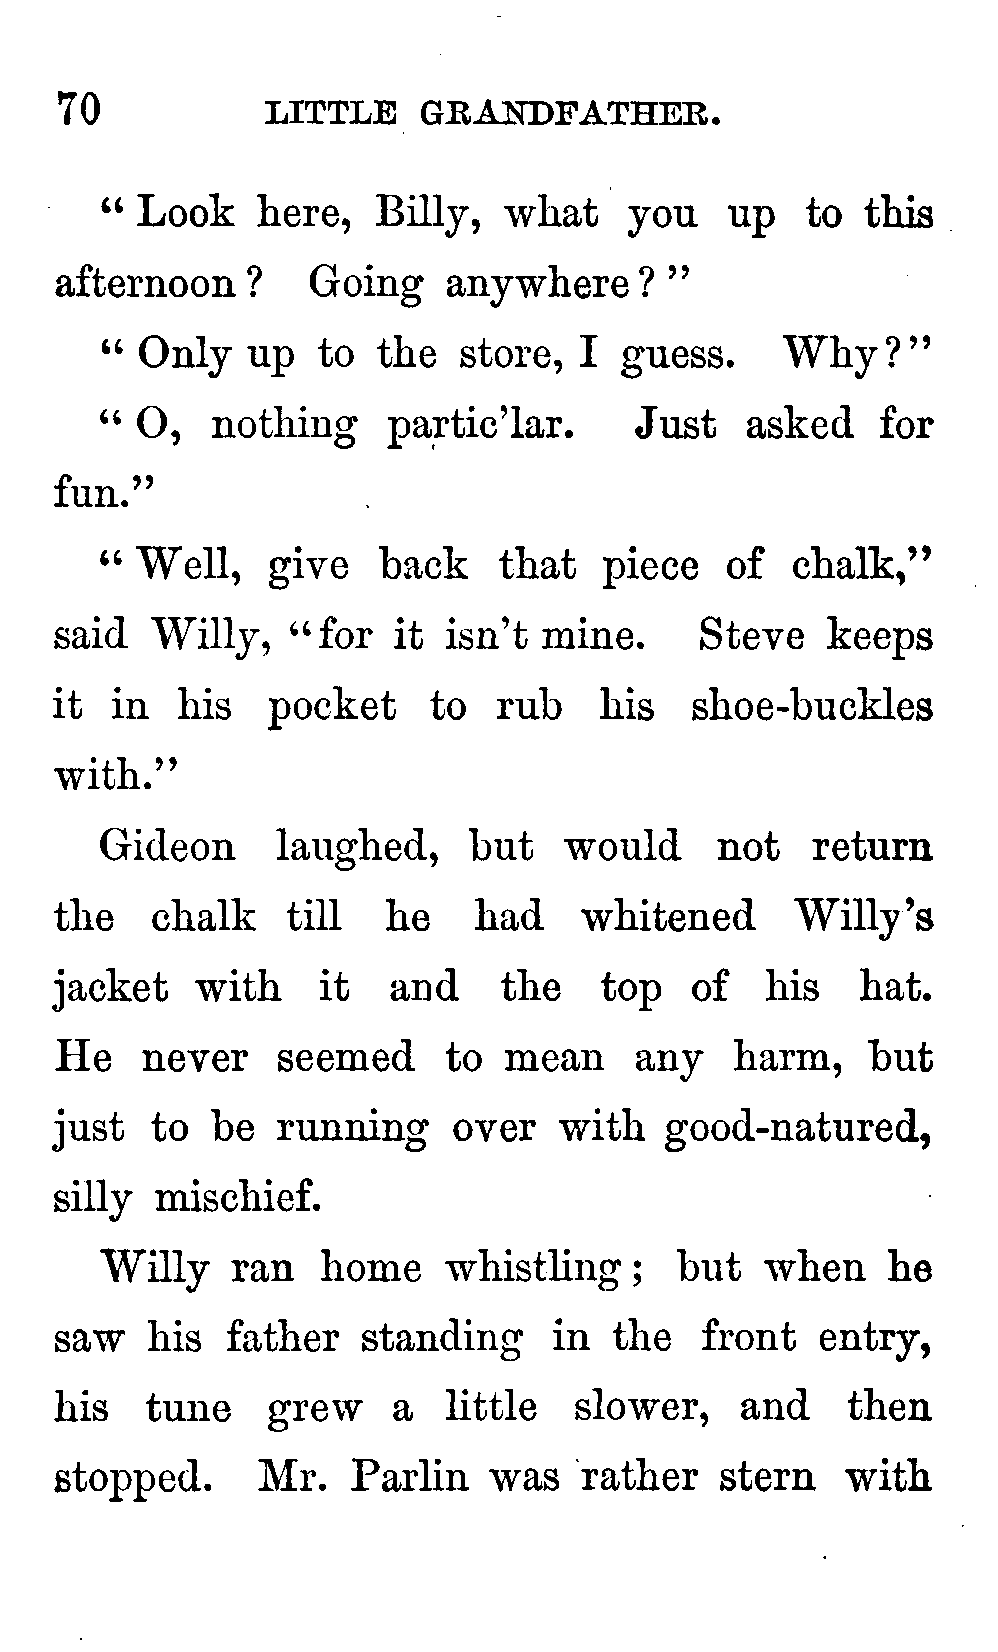 70 LITTLE GRANDFATHER.
" Look here, Billy, what you up to this
afternoon? Going anywhere?"
" Only up to the store, I guess. Why?"
" O, nothing partic'lar. Just asked for
fun."
" Well, give back that piece of chalk,"
said Willy, "for it isn't mine. Steve keeps
it in his pocket to rub his shoe-buckles
with."
Gideon laughed, but would not return
the chalk till he had whitened Willy's
jacket with it and the top of his hat.
He never seemed to mean any harm, but
just to be running over with good-natured,
silly mischief.
Willy ran home whistling; but when he
saw his father standing in the front entry,
his tune grew a little slower, and then
stopped. Mr. Parlin was rather stern with